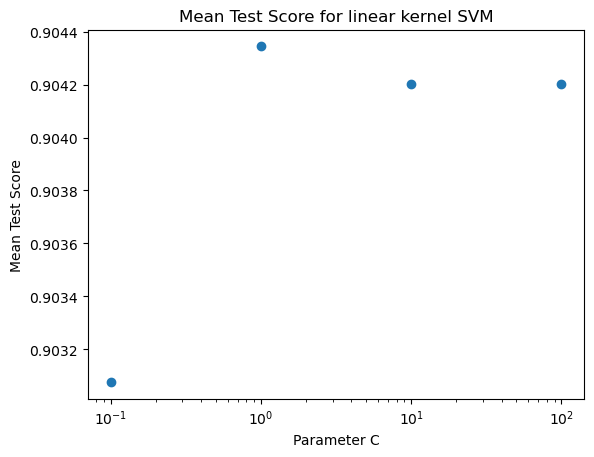 Mean Test Score for linear kernel SVM
0.9044
0.9042
0.9040
0.9038
0.9036
0.9034
0.9032
Mean Test Score
10⁻¹ 10⁰ 10¹ 10²
Parameter C